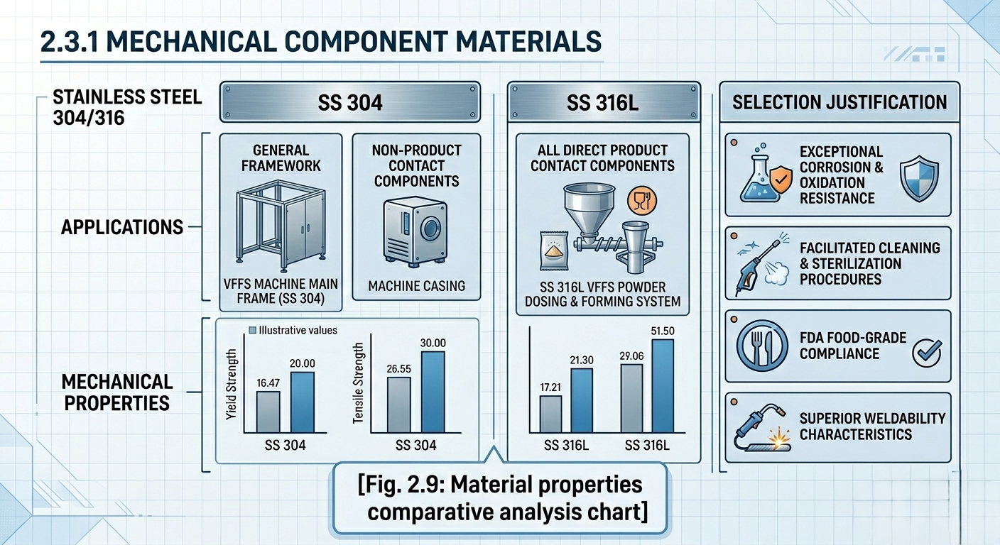 2.3.1 MECHANICAL COMPONENT MATERIALS
STAINLESS STEEL
304/316
SS 304
SS 316L
SELECTION JUSTIFICATION
APPLICATIONS
GENERAL
FRAMEWORK
VFFS MACHINE MAIN
FRAME (SS 304)
NON-PRODUCT
CONTACT
COMPONENTS
MACHINE CASING
ALL DIRECT PRODUCT
CONTACT COMPONENTS
SS 316L VFFS POWDER
DOSING & FORMING SYSTEM
EXCEPTIONAL
CORROSION &
OXIDATION
RESISTANCE
FACILITATED CLEANING
& STERILIZATION
PROCEDURES
FDA FOOD-GRADE
COMPLIANCE
SUPERIOR WELDABILITY
CHARACTERISTICS
MECHANICAL
PROPERTIES
Illustrative values
Yield Strength
16.47
20.00
SS 304
Tensile Strength
26.55
30.00
SS 304
17.21
21.30
SS 316L
29.06
51.50
SS 316L
[Fig. 2.9: Material properties
comparative analysis chart]